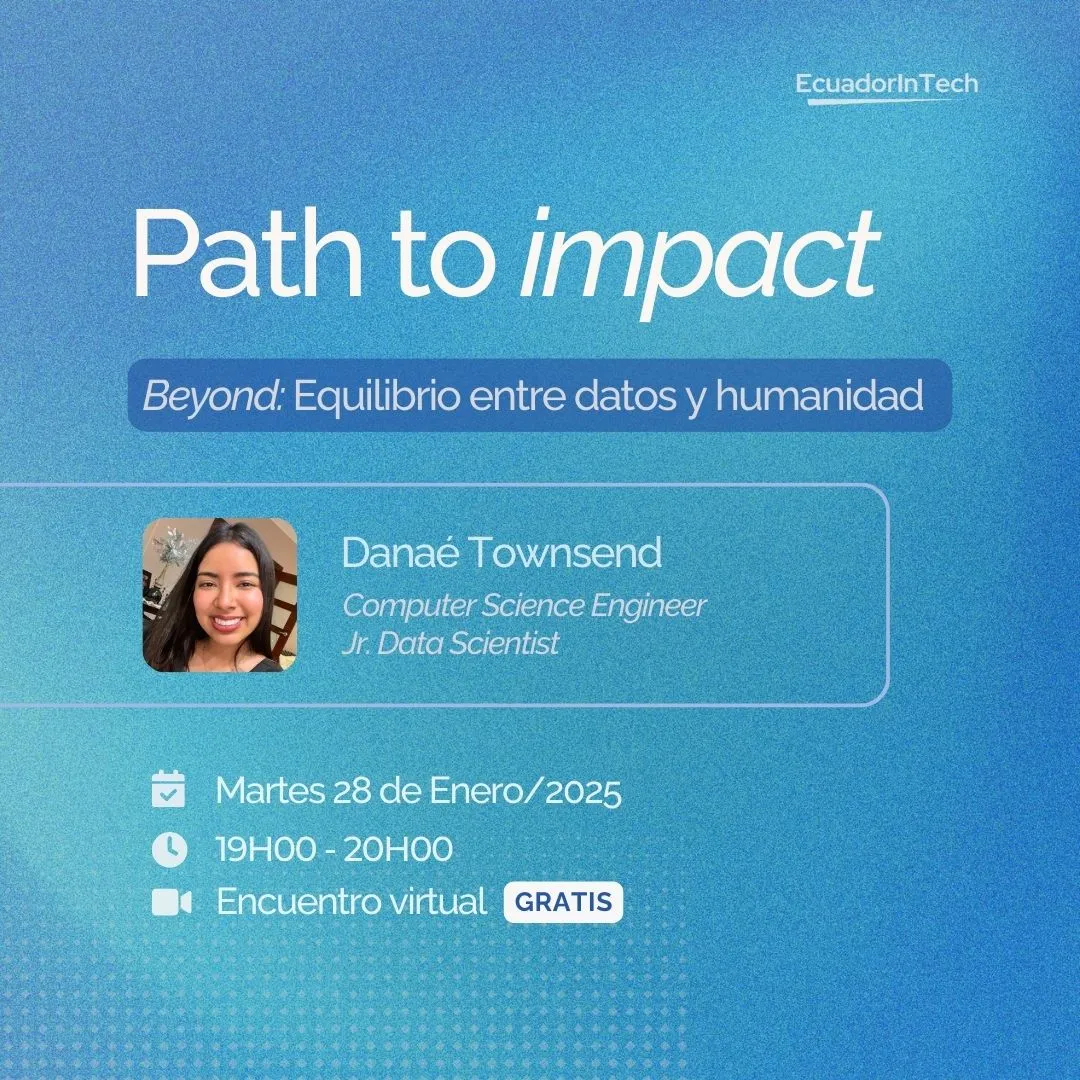 EcuadorInTech
Path to impact
Beyond: Equilibrio entre datos y humanidad
Danaé Townsend
Computer Science Engineer
Jr. Data Scientist
Martes 28 de Enero/2025
19H00 - 20H00
Encuentro virtual GRATIS